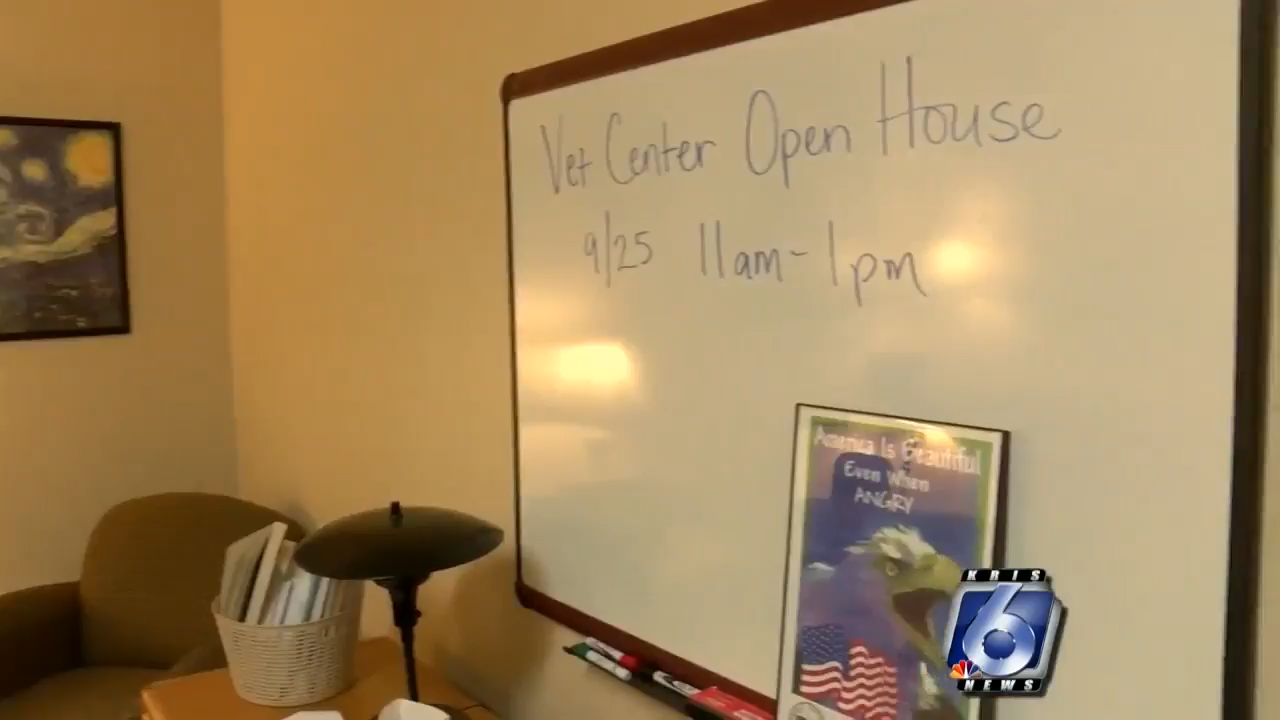 Vet Center Open House
9/25 11am-1pm
America Is Beautiful
Even When
ANGRY
KRIS
6
NEWS